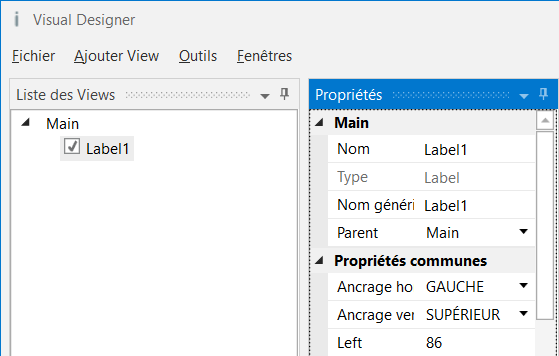 Visual Designer
Fichier Ajouter View Outils Fenêtres
Liste des Views
Main
Label1
Propriétés
Main
Nom Label1
Type Label
Nom généri Label1
Parent Main
Propriétés communes
Ancrage ho GAUCHE
Ancrage ver SUPÉRIEUR
Left 86